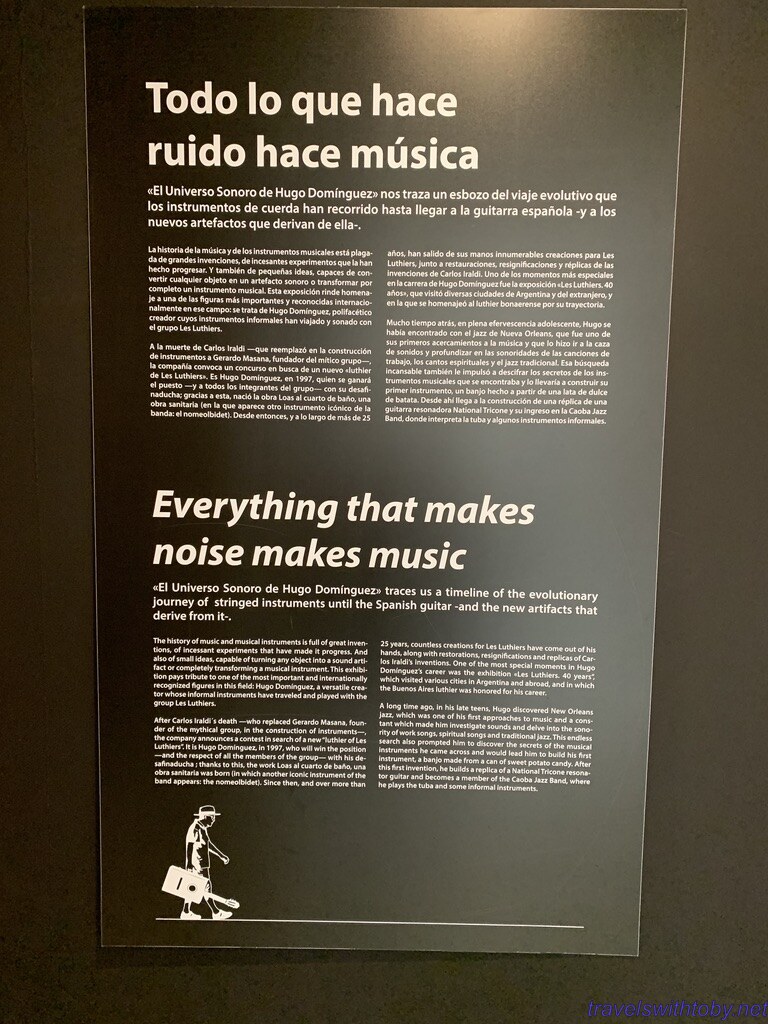 Todo lo que hace
ruido hace música
«El Universo Sonoro de Hugo Domínguez» nos traza un esbozo del viaje evolutivo que
los instrumentos de cuerda han recorrido hasta llegar a la guitarra española -y a los
nuevos artefactos que derivan de ella-.
La historia de la música y de los instrumentos musicales está plaga-
da de grandes invenciones, de incesantes experimentos que la han
hecho progresar. Y también de pequeñas ideas, capaces de con-
vertir cualquier objeto en un artefacto sonoro o transformar por
completo un instrumento musical. Esta exposición rinde homena-
je a una de las figuras más importantes y reconocidas internacio-
nalmente en ese campo: se trata de Hugo Domínguez, polifacético
creador cuyos instrumentos informales han viajado y sonado con
el grupo Les Luthiers.
A la muerte de Carlos Iraldi —que reemplazó en la construcción
de instrumentos a Gerardo Masana, fundador del mítico grupo—,
la compañía convoca un concurso en busca de un nuevo «luthier
de Les Luthiers». Es Hugo Domínguez, en 1997, quien se ganará
el puesto —y a todos los integrantes del grupo— con su desafi-
naducha; gracias a esta, nació la obra Loas al cuarto de baño, una
obra sanitaria (en la que aparece otro instrumento icónico de la
banda: el nomeolbidet). Desde entonces, y a lo largo de más de 25
años, han salido de sus manos innumerables creaciones para Les
Luthiers, junto a restauraciones, resignificaciones y réplicas de las
invenciones de Carlos Iraldi. Uno de los momentos más especiales
en la carrera de Hugo Domínguez fue la exposición «Les Luthiers. 40
años», que visitó diversas ciudades de Argentina y del extranjero, y
en la que se homenajeó al luthier bonaerense por su trayectoria.
Mucho tiempo atrás, en plena efervescencia adolescente, Hugo se
había encontrado con el Jazz de Nueva Orleans, que fue uno de
sus primeros acercamientos a la música y que lo hizo ir a la caza
de sonidos y profundizar en las sonoridades de las canciones de
trabajo, los cantos espirituales y el jazz tradicional. Esa búsqueda
incansable también le impulsó a descifrar los secretos de los ins-
trumentos musicales que se encontraba y lo llevaría a construir su
primer instrumento, un banjo hecho a partir de una lata de dulce
de batata. Desde ahí llega a la construcción de una réplica de una
guitarra resonadora National Tricone y su ingreso en la Caoba Jazz
Band, donde interpreta la tuba y algunos instrumentos informales.
Everything that makes
noise makes music
«El Universo Sonoro de Hugo Domínguez» traces us a timeline of the evolutionary
journey of stringed instruments until the Spanish guitar -and the new artifacts that
derive from it-.
The history of music and musical instruments is full of great inven-
tions, of incessant experiments that have made it progress. And
also of small ideas, capable of turning any object into a sound arti-
fact or completely transforming a musical instrument. This exhibi-
tion pays tribute to one of the most important and internationally
recognized figures in this field: Hugo Domínguez, a versatile crea-
tor whose informal instruments have traveled and played with the
group Les Luthiers.
After Carlos Iraldi´s death —who replaced Gerardo Masana, foun-
der of the mythical group, in the construction of instruments—,
the company announces a contest in search of a new "luthier of Les
Luthiers". It is Hugo Domínguez, in 1997, who will win the position
—and the respect of all the members of the group— with his de-
safinaducha ; thanks to this, the work Loas al cuarto de baño, una
obra sanitaria was born (in which another iconic instrument of the
band appears: the nomeolbidet). Since then, and over more than
25 years, countless creations for Les Luthiers have come out of his
hands, along with restorations, resignifications and replicas of Car-
los Iraldi's inventions. One of the most special moments in Hugo
Domínguez's career was the exhibition «Les Luthiers. 40 years",
which visited various cities in Argentina and abroad, and in which
the Buenos Aires luthier was honored for his career.
A long time ago, in his late teens, Hugo discovered New Orleans
jazz, which was one of his first approaches to music and a cons-
tant which made him investigate sounds and delve into the sono-
rity of work songs, spiritual songs and traditional jazz. This endless
search also prompted him to discover the secrets of the musical
instruments he came across and would lead him to build his first
instrument, a banjo made from a can of sweet potato candy. After
this first invention, he builds a replica of a National Tricone resona-
tor guitar and becomes a member of the Caoba Jazz Band, where
he plays the tuba and some informal instruments.
travelswithtoby.net